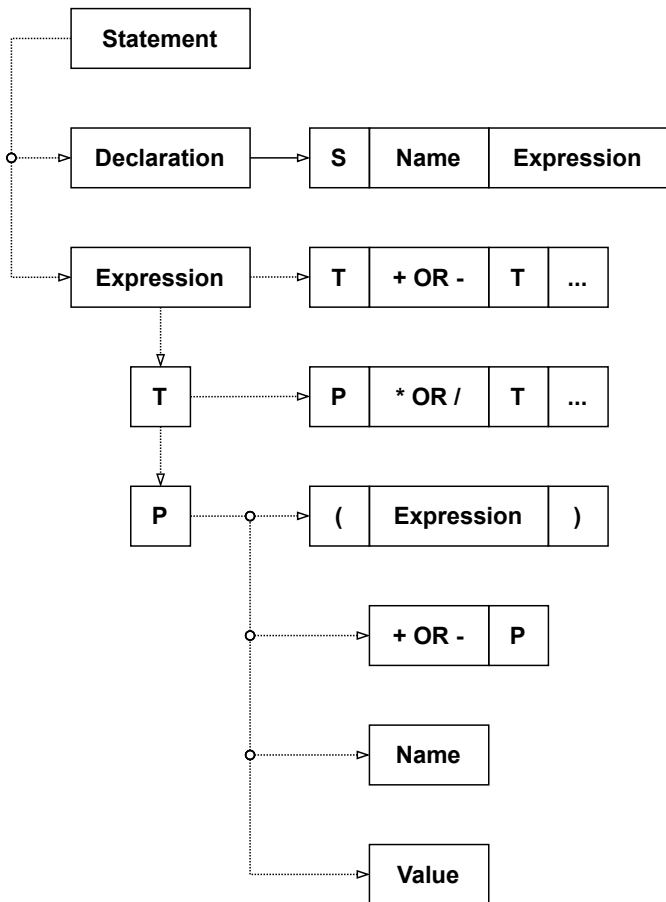 Statement
Declaration S Name Expression
Expression T + OR - T ...
T P * OR / T ...
P ( Expression )
+ OR - P
Name
Value